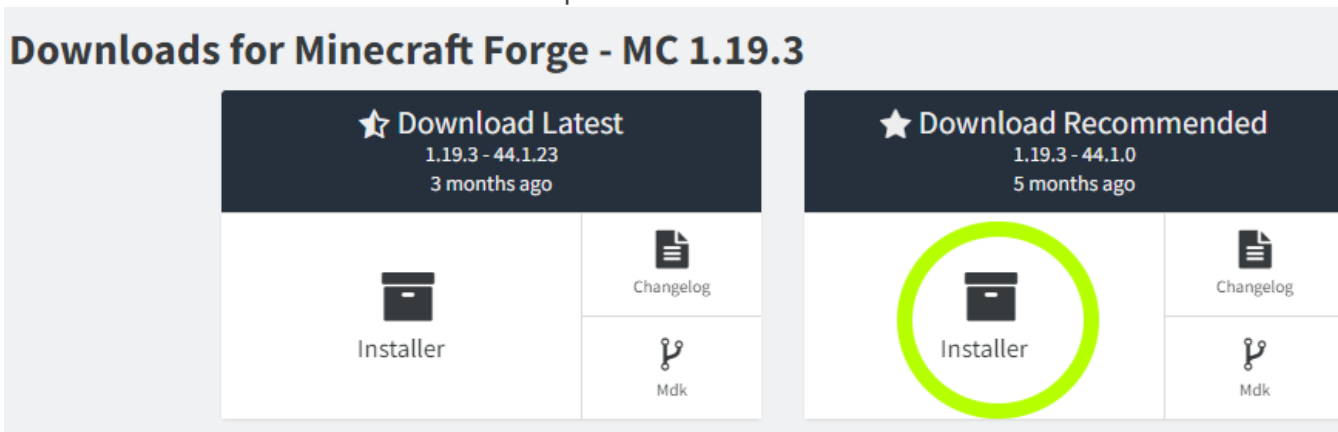 Downloads for Minecraft Forge - MC 1.19.3
Download Latest
1.19.3 - 44.1.23
3 months ago
Installer
Changelog
Mdk
Download Recommended
1.19.3 - 44.1.0
5 months ago
Installer
Changelog
Mdk